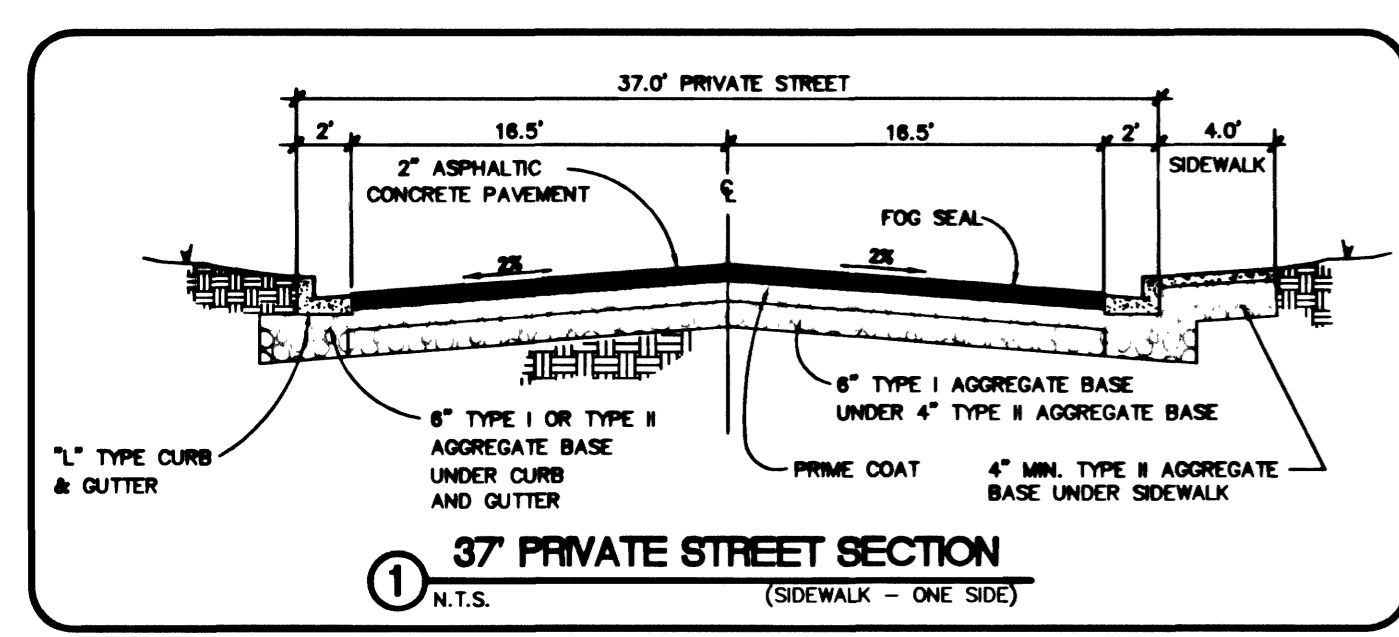 37.0' PRIVATE STREET
2' 16.5' 16.5' 2' 4.0'
SIDEWALK
2" ASPHALTIC
CONCRETE PAVEMENT
℄
FOG SEAL
2% 2%
6" TYPE I AGGREGATE BASE
UNDER 4" TYPE II AGGREGATE BASE
6" TYPE I OR TYPE II
AGGREGATE BASE
UNDER CURB
AND GUTTER
"L" TYPE CURB
& GUTTER
PRIME COAT
4" MIN. TYPE II AGGREGATE
BASE UNDER SIDEWALK
1 37' PRIVATE STREET SECTION
N.T.S. (SIDEWALK - ONE SIDE)